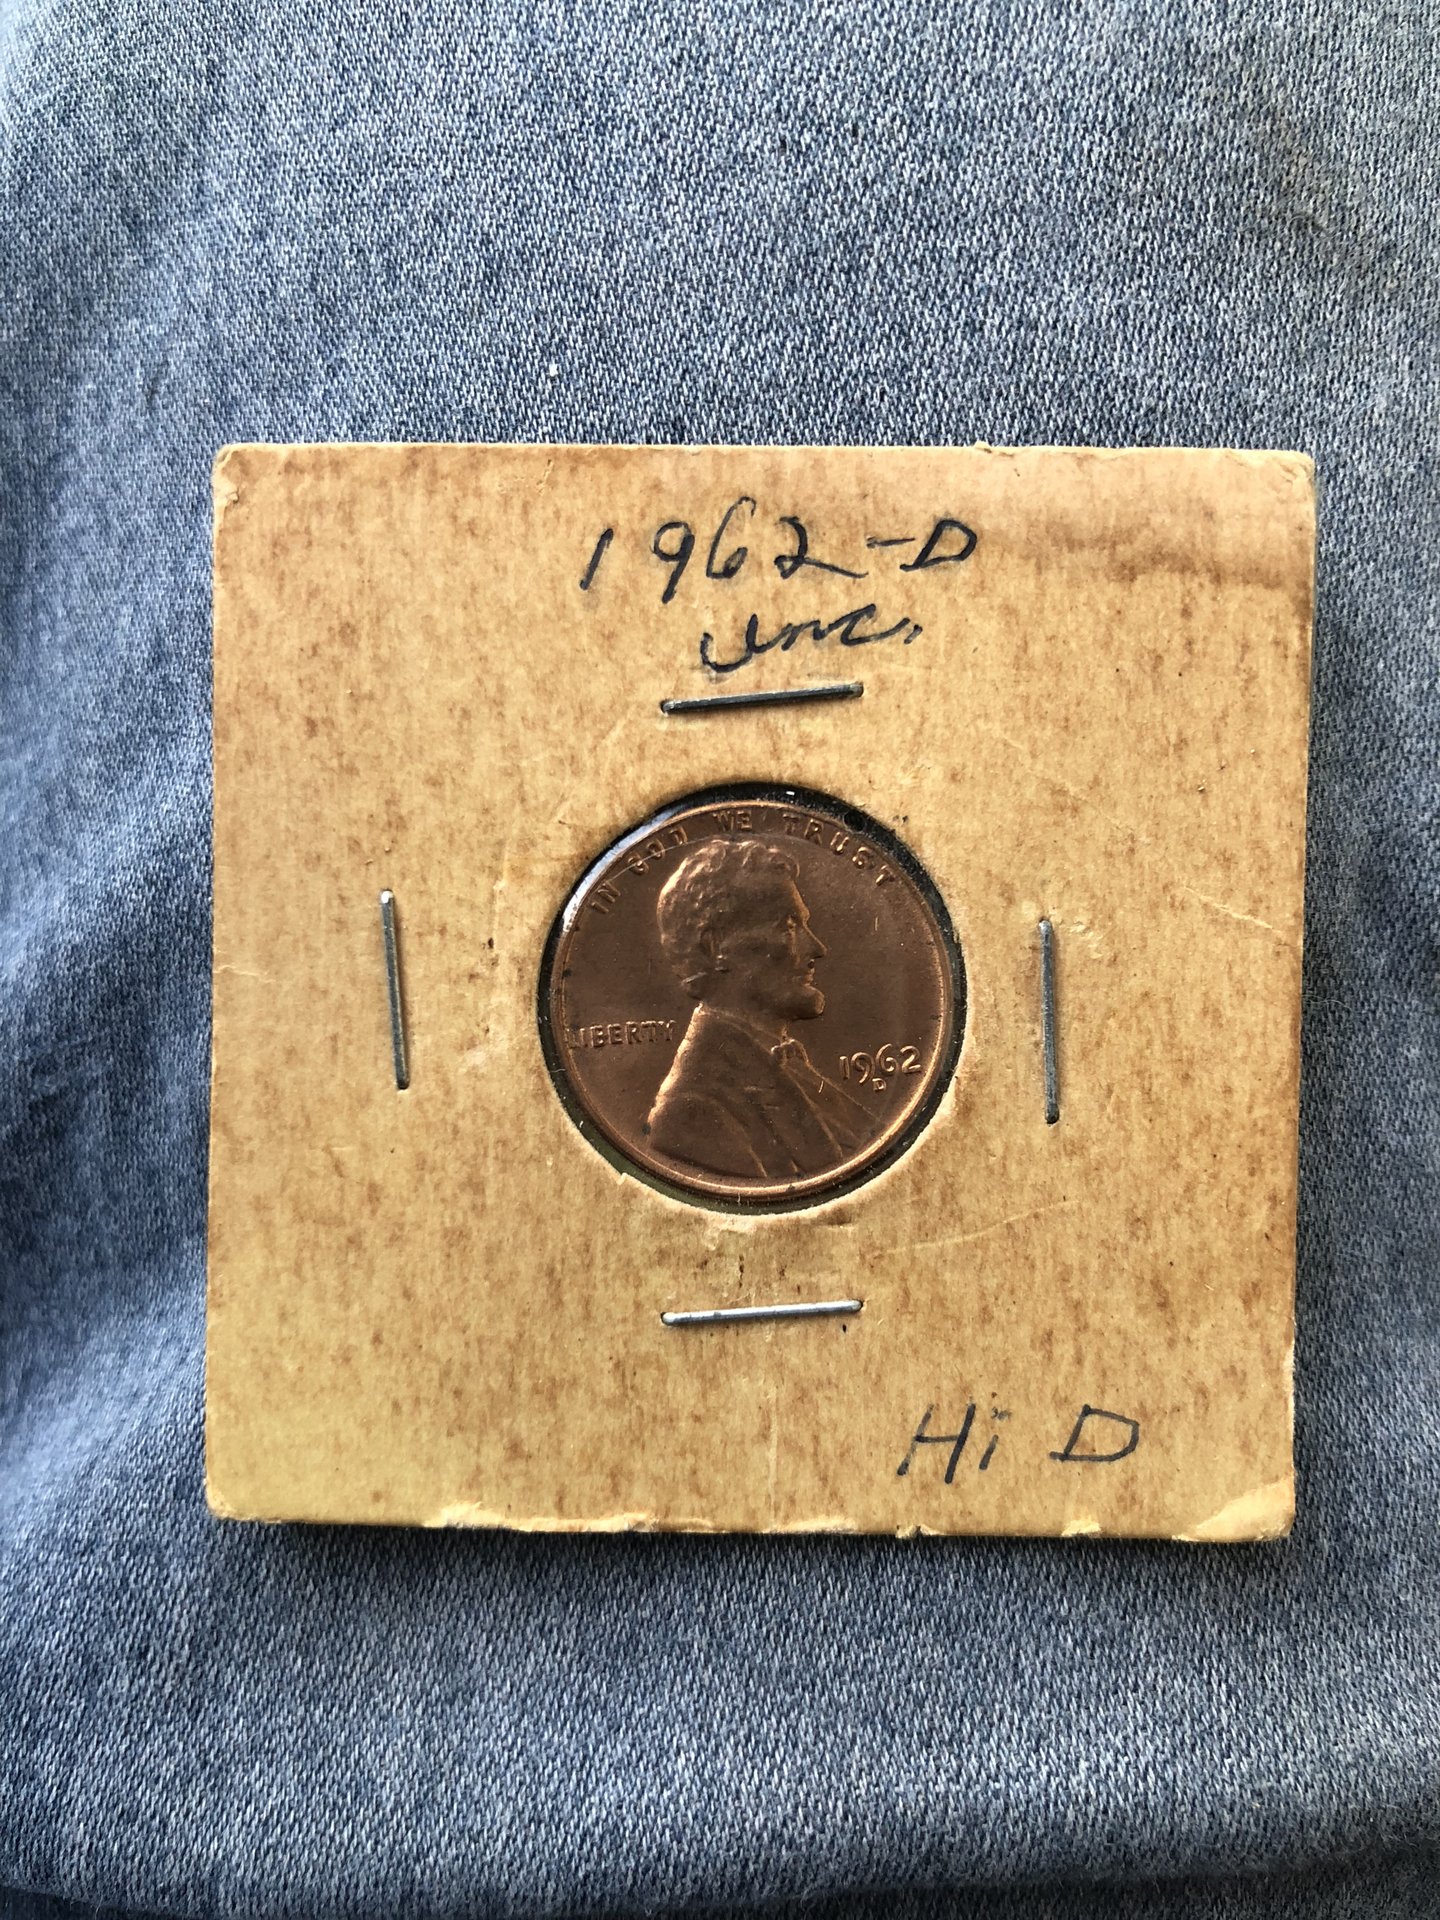 1962-D
Unc.
IN GOD WE TRUST
LIBERTY
1962
D
Hi D